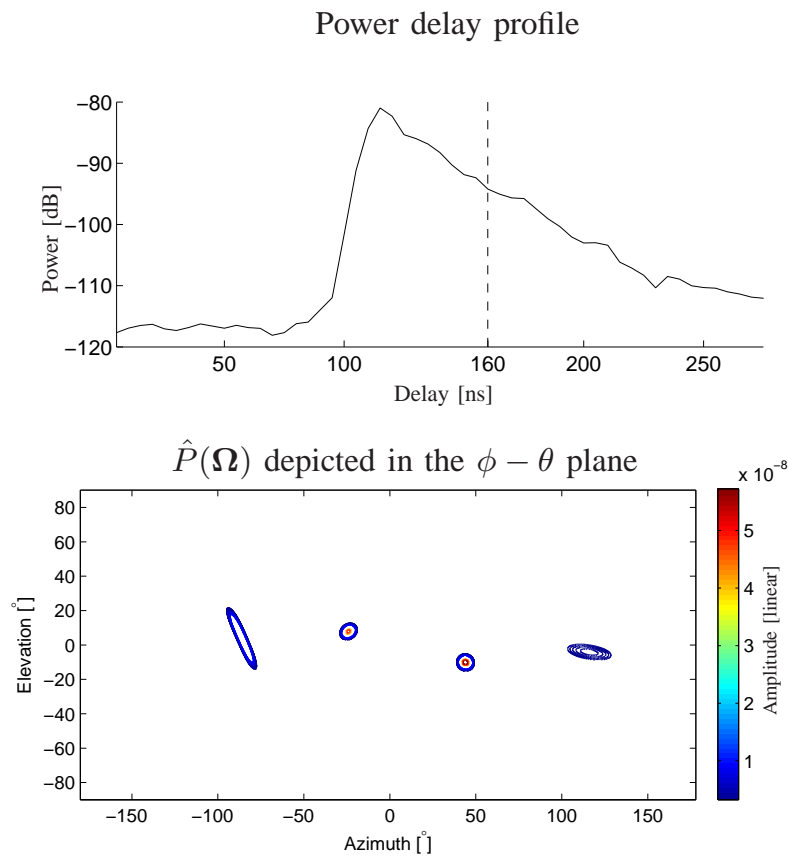 Power delay profile
−80
−90
−100
−110
−120
Power [dB]
50 100 160 200 250
Delay [ns]
P̂(Ω) depicted in the ϕ − θ plane
x 10⁻⁸
80
60
40
20
0
−20
−40
−60
−80
Elevation [°]
−150 −100 −50 0 50 100 150
Azimuth [°]
5
4
3
2
1
Amplitude [linear]